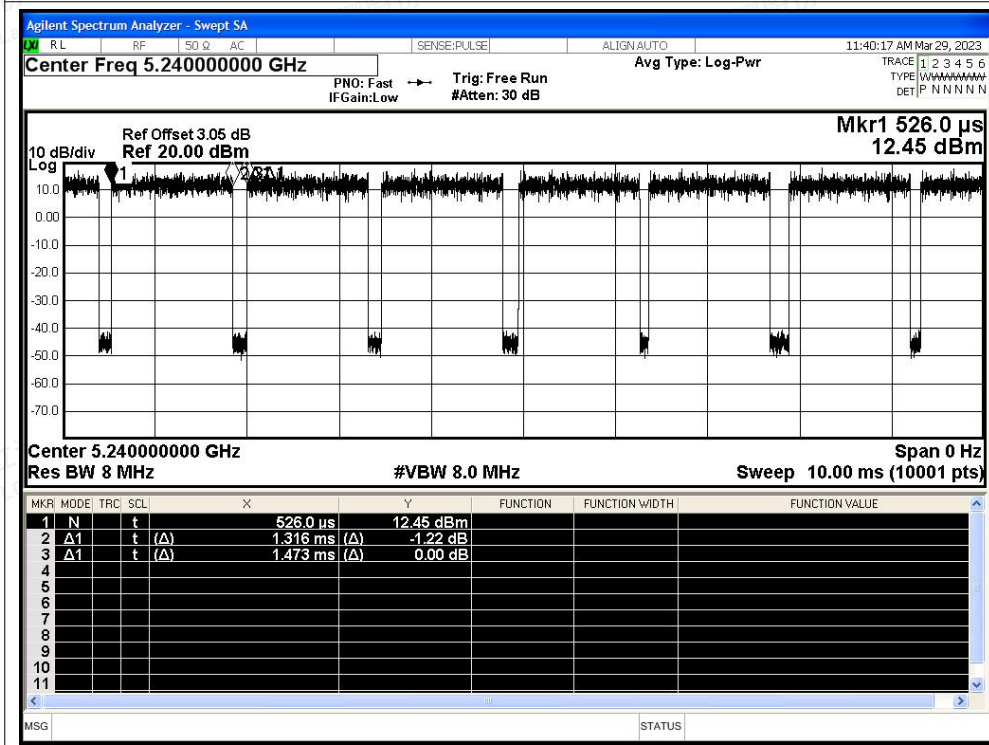 Agilent Spectrum Analyzer - Swept SA
LXI RL RF 50 Ω AC SENSE:PULSE ALIGN AUTO 11:40:17 AM Mar 29, 2023
Center Freq 5.240000000 GHz
PNO: Fast
IFGain:Low
Trig: Free Run
#Atten: 30 dB
Avg Type: Log-Pwr
TRACE 1 2 3 4 5 6
TYPE W
DET P N N N N N
Mkr1 526.0 µs
12.45 dBm
Ref Offset 3.05 dB
10 dB/div Ref 20.00 dBm
Log
1
10.0
0.00
-10.0
-20.0
-30.0
-40.0
-50.0
-60.0
-70.0
Center 5.240000000 GHz Span 0 Hz
Res BW 8 MHz #VBW 8.0 MHz Sweep 10.00 ms (10001 pts)
MKR MODE TRC SCL X Y FUNCTION FUNCTION WIDTH FUNCTION VALUE
1 N t 526.0 µs 12.45 dBm
2 Δ1 t (Δ) 1.316 ms (Δ) -1.22 dB
3 Δ1 t (Δ) 1.473 ms (Δ) 0.00 dB
4
5
6
7
8
9
10
11
MSG STATUS